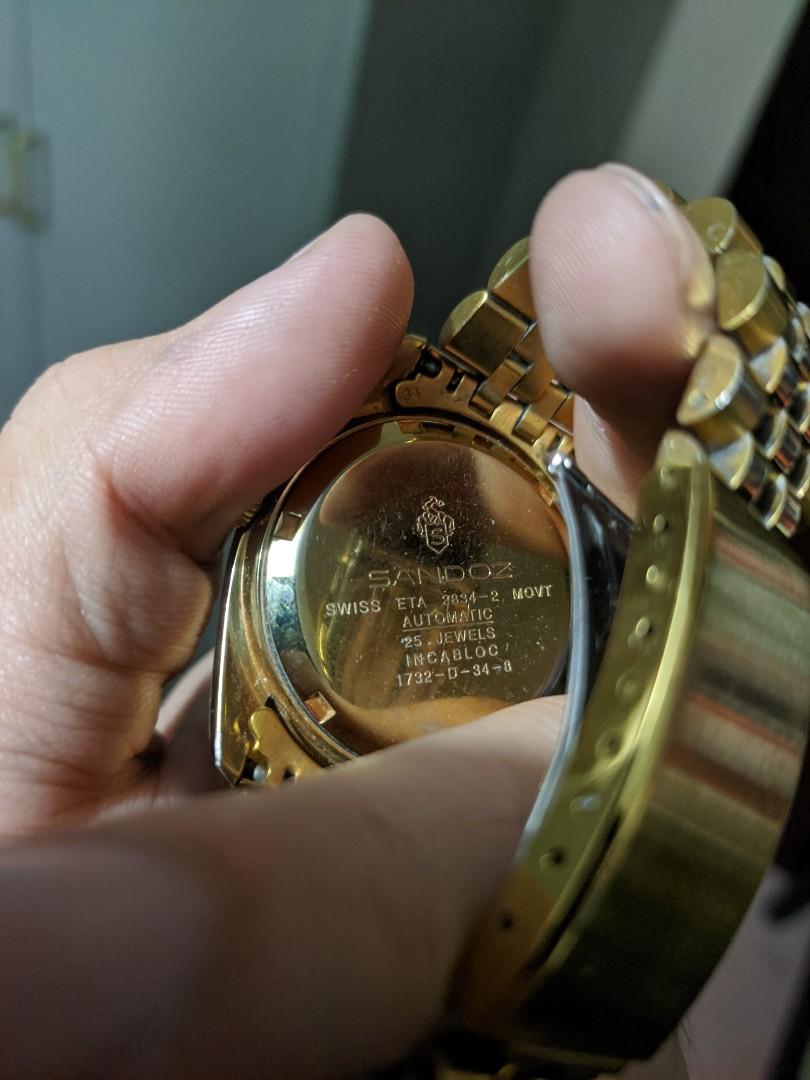 S
SANDOZ
SWISS ETA 2834-2 MOVT
AUTOMATIC
25 JEWELS
INCABLOC
1732-D-34-8